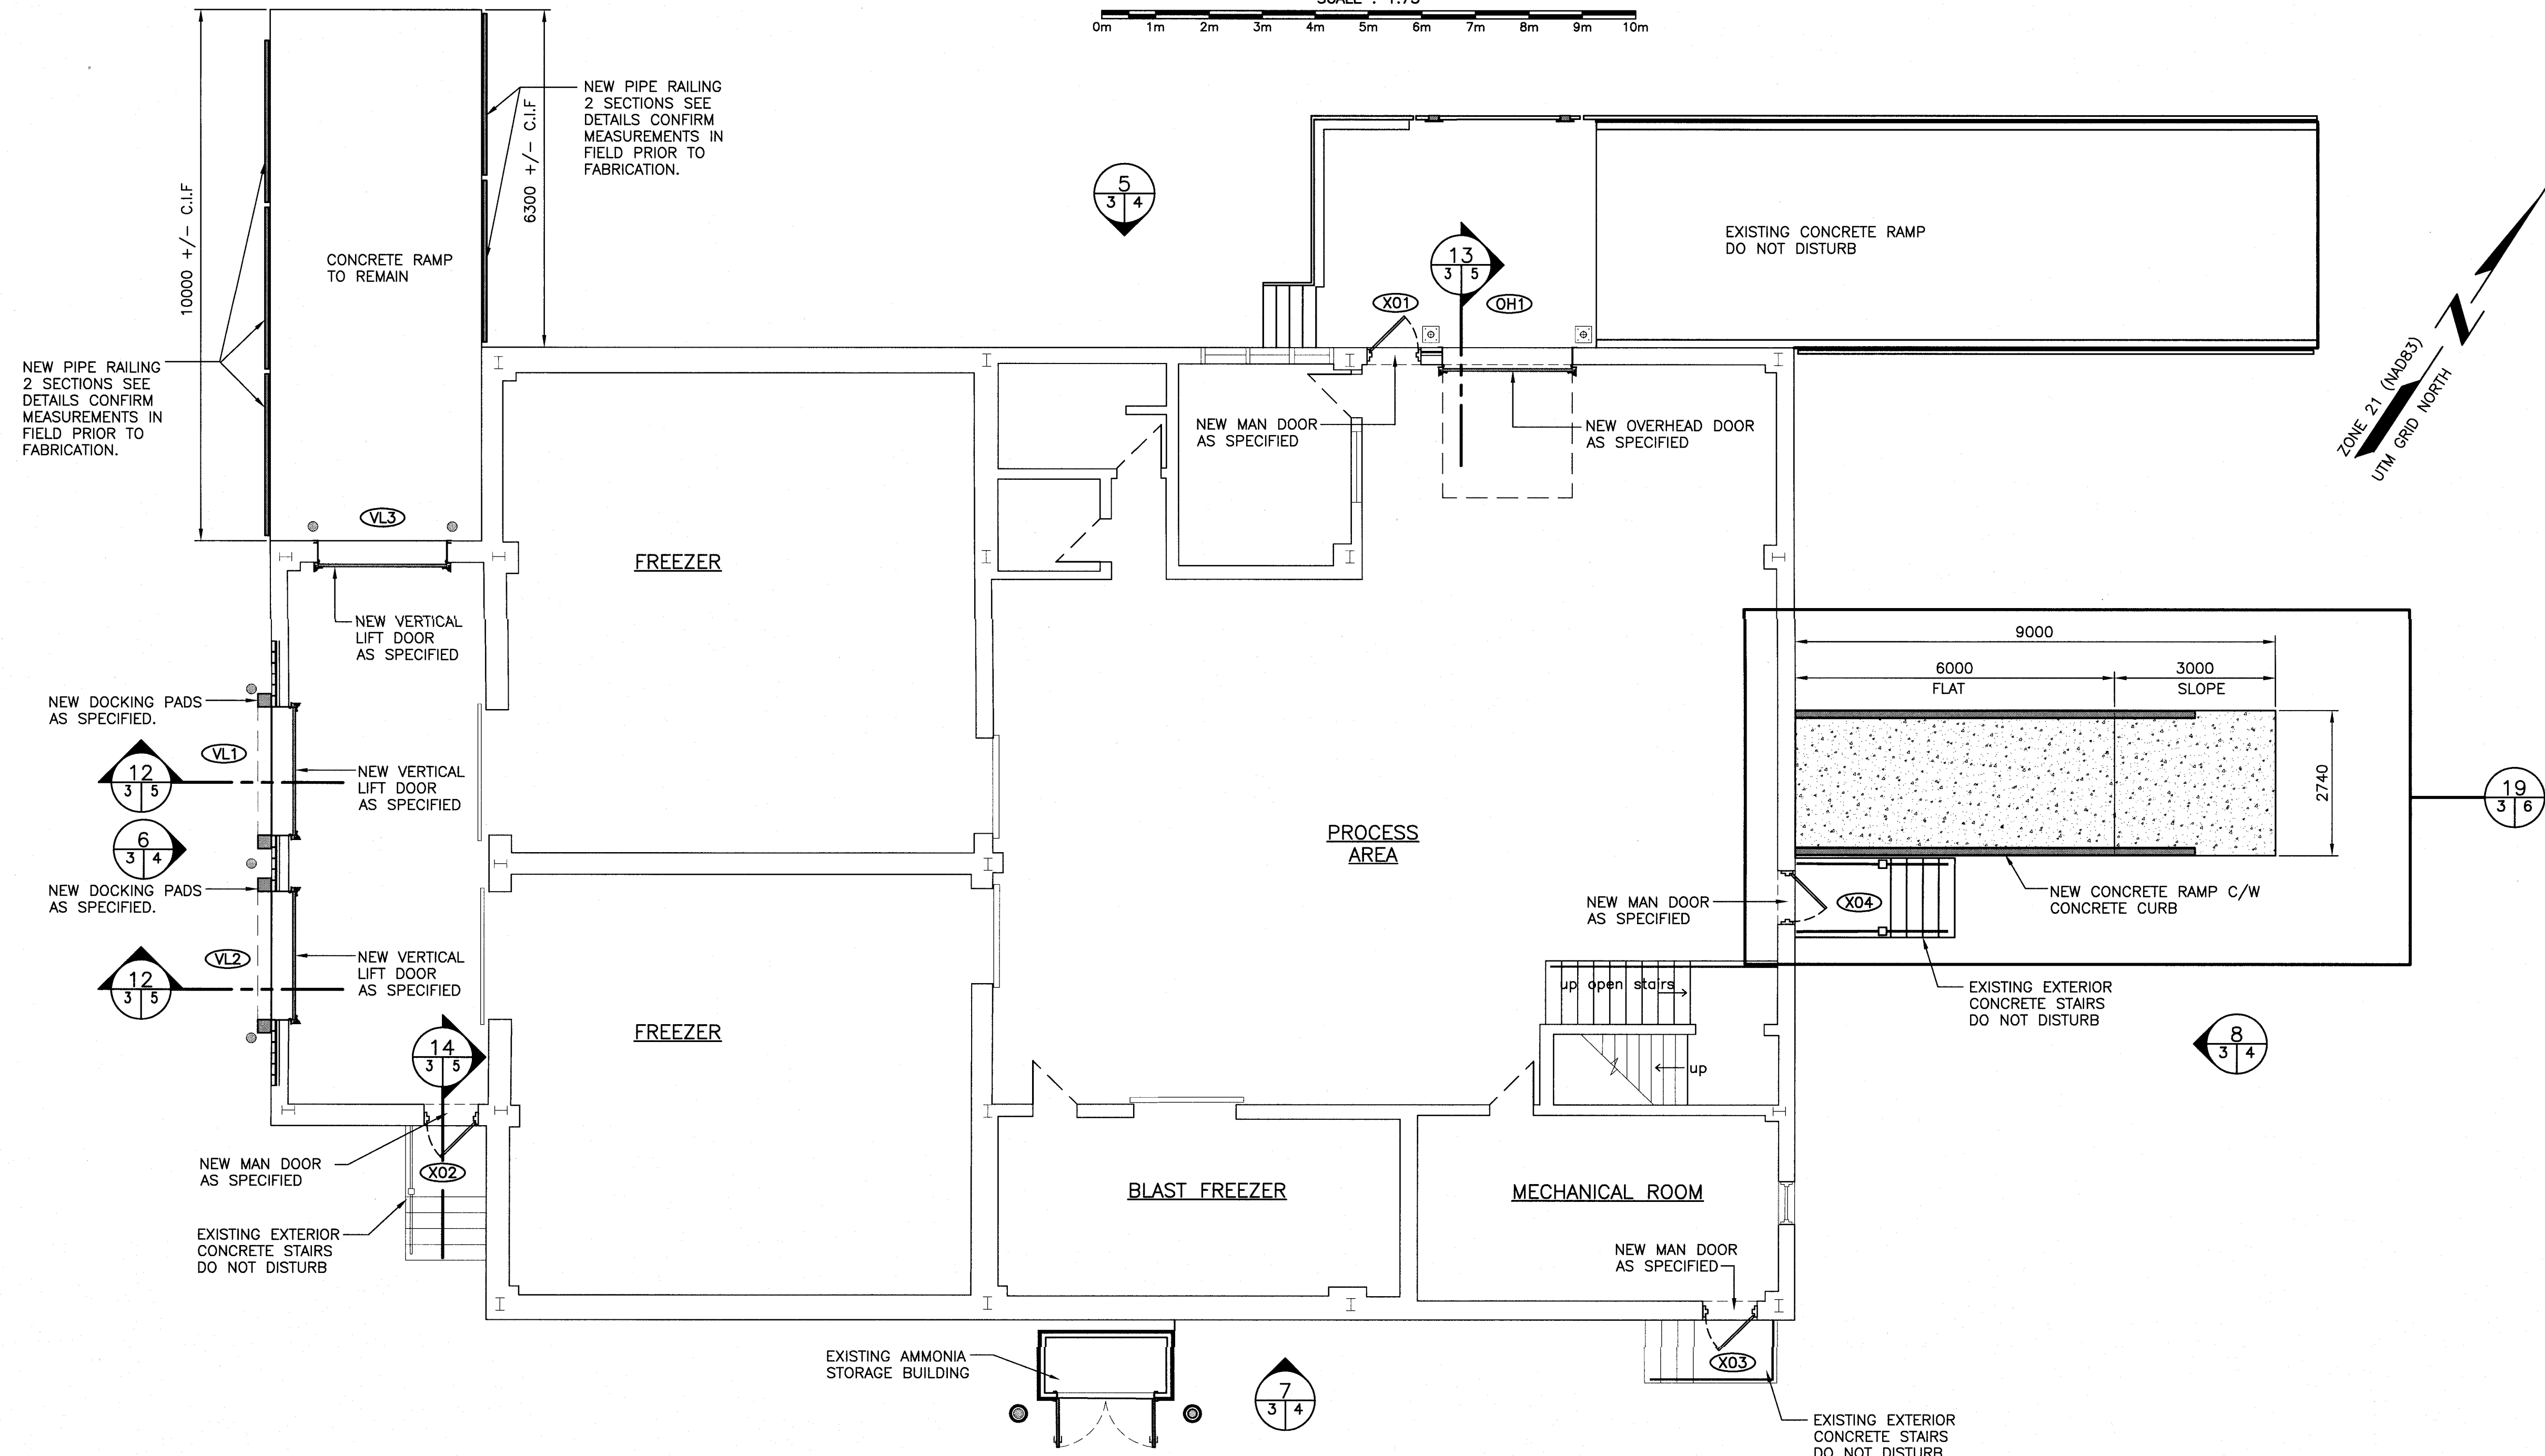 SCALE : 1:75
0m 1m 2m 3m 4m 5m 6m 7m 8m 9m 10m
10000 +/- C.I.F
6300 +/- C.I.F
NEW PIPE RAILING
2 SECTIONS SEE
DETAILS CONFIRM
MEASUREMENTS IN
FIELD PRIOR TO
FABRICATION.
CONCRETE RAMP
TO REMAIN
5
3 4
13
3 5
X01
OH1
EXISTING CONCRETE RAMP
DO NOT DISTURB
ZONE 21 (NAD83)
UTM GRID NORTH
N
NEW PIPE RAILING
2 SECTIONS SEE
DETAILS CONFIRM
MEASUREMENTS IN
FIELD PRIOR TO
FABRICATION.
NEW MAN DOOR
AS SPECIFIED
NEW OVERHEAD DOOR
AS SPECIFIED
VL3
FREEZER
NEW VERTICAL
LIFT DOOR
AS SPECIFIED
9000
6000
FLAT
3000
SLOPE
2740
NEW DOCKING PADS
AS SPECIFIED.
VL1
12
3 5
NEW VERTICAL
LIFT DOOR
AS SPECIFIED
6
3 4
NEW DOCKING PADS
AS SPECIFIED.
PROCESS
AREA
19
3 6
NEW MAN DOOR
AS SPECIFIED
X04
NEW CONCRETE RAMP C/W
CONCRETE CURB
VL2
12
3 5
NEW VERTICAL
LIFT DOOR
AS SPECIFIED
FREEZER
up open stairs
up
EXISTING EXTERIOR
CONCRETE STAIRS
DO NOT DISTURB
8
3 4
14
3 5
NEW MAN DOOR
AS SPECIFIED
X02
BLAST FREEZER
MECHANICAL ROOM
EXISTING EXTERIOR
CONCRETE STAIRS
DO NOT DISTURB
NEW MAN DOOR
AS SPECIFIED
X03
EXISTING AMMONIA
STORAGE BUILDING
7
3 4
EXISTING EXTERIOR
CONCRETE STAIRS
DO NOT DISTURB